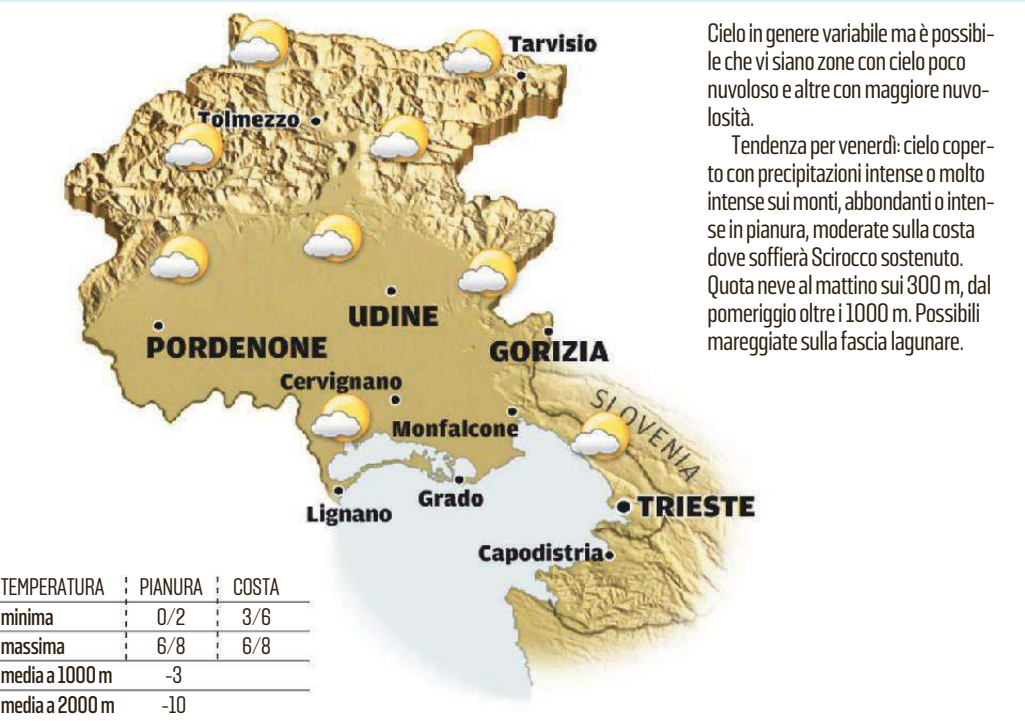 Tarvisio
Tolmezzo
UDINE
PORDENONE
GORIZIA
Cervignano
SLOVENIA
Monfalcone
Grado
Lignano
TRIESTE
Capodistria
Cielo in genere variabile ma è possibi-
le che vi siano zone con cielo poco
nuvoloso e altre con maggiore nuvo-
losità.
Tendenza per venerdì: cielo coper-
to con precipitazioni intense o molto
intense sui monti, abbondanti o inten-
se in pianura, moderate sulla costa
dove soffierà Scirocco sostenuto.
Quota neve al mattino sui 300 m, dal
pomeriggio oltre i 1000 m. Possibili
mareggiate sulla fascia lagunare.
TEMPERATURA PIANURA COSTA
minima 0/2 3/6
massima 6/8 6/8
media a 1000 m -3
media a 2000 m -10